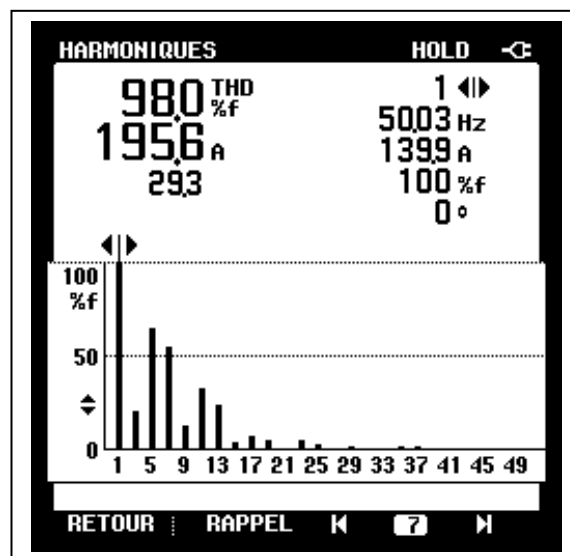 HARMONIQUES HOLD
98.0 THD %f
195.6 A
29.3
1
50.03 Hz
139.9 A
100 %f
0 °
100
%f
50
0
1 5 9 13 17 21 25 29 33 37 41 45 49
RETOUR RAPPEL 7